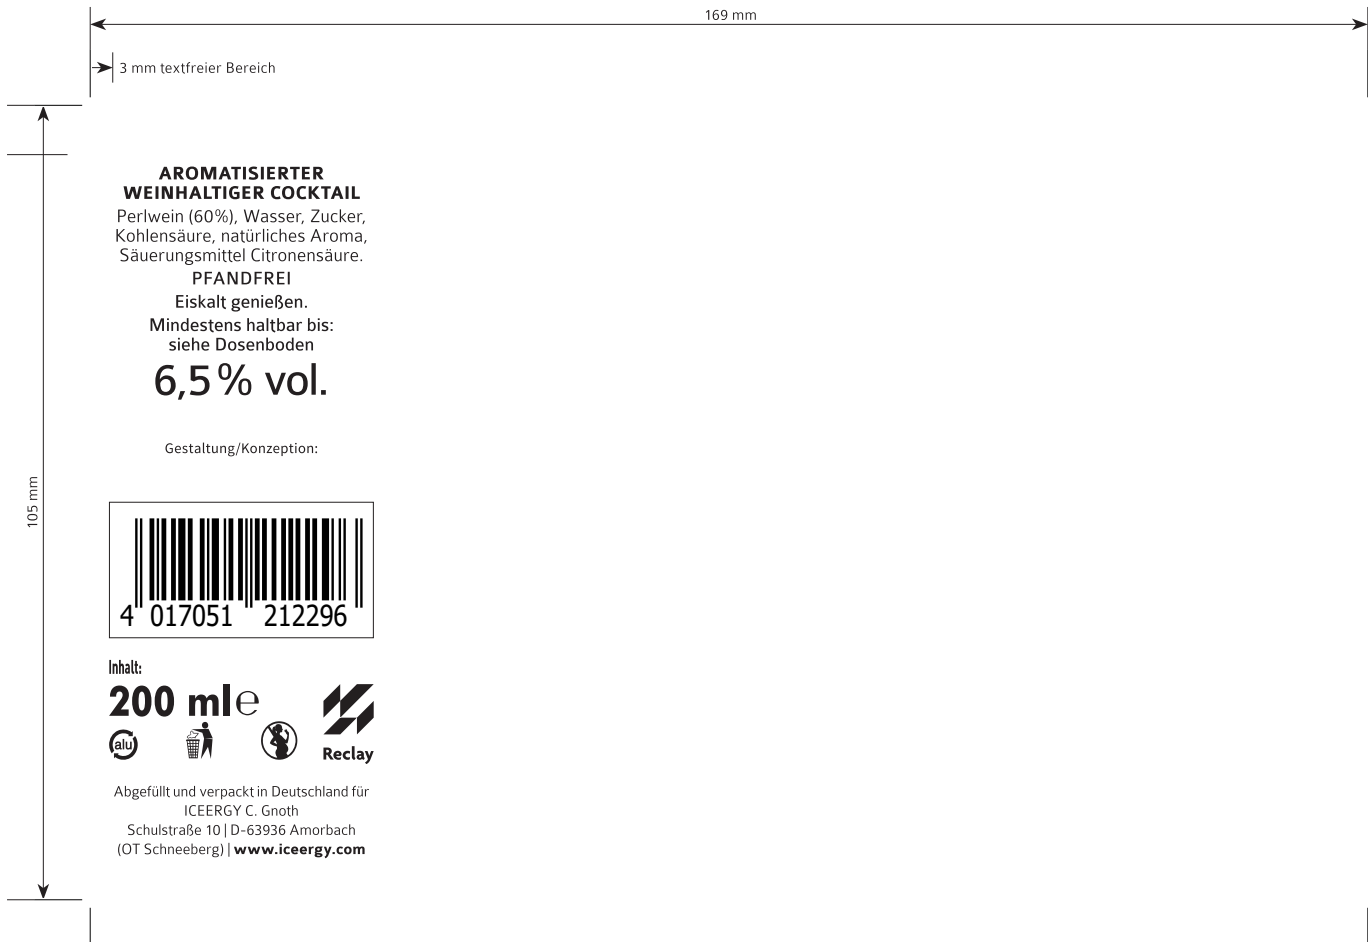 169 mm
3 mm textfreier Bereich
105 mm
AROMATISIERTER
WEINHALTIGER COCKTAIL
Perlwein (60%), Wasser, Zucker,
Kohlensäure, natürliches Aroma,
Säuerungsmittel Citronensäure.
PFANDFREI
Eiskalt genießen.
Mindestens haltbar bis:
siehe Dosenboden
6,5% vol.
Gestaltung/Konzeption:
4 017051 212296
Inhalt:
200 ml℮
alu
Reclay
Abgefüllt und verpackt in Deutschland für
ICEERGY C. Gnoth
Schulstraße 10 | D-63936 Amorbach
(OT Schneeberg) | www.iceergy.com